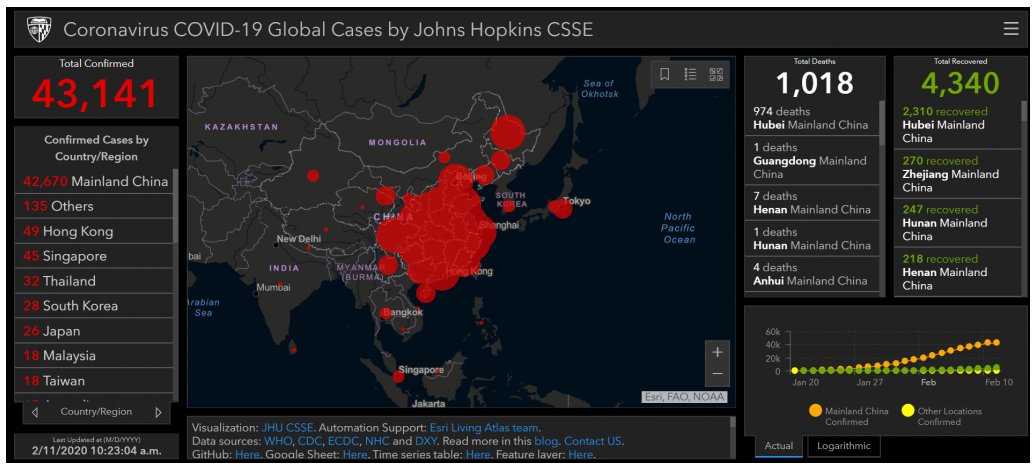 Coronavirus COVID-19 Global Cases by Johns Hopkins CSSE
Total Confirmed
43,141
Confirmed Cases by
Country/Region
42,670 Mainland China
135 Others
49 Hong Kong
45 Singapore
32 Thailand
28 South Korea
26 Japan
18 Malaysia
18 Taiwan
Country/Region
Last Updated at (M/D/YYYY)
2/11/2020 10:23:04 a.m.
Sea of
Okhotsk
KAZAKHSTAN
MONGOLIA
Beijing
SOUTH
KOREA
Tokyo
CHINA
Shanghai
North
Pacific
Ocean
New Delhi
bai
INDIA
MYANMAR
(BURMA)
Hong Kong
Mumbai
Arabian
Sea
Bangkok
Singapore
Jakarta
+
−
Esri, FAO, NOAA
Visualization: JHU CSSE. Automation Support: Esri Living Atlas team.
Data sources: WHO, CDC, ECDC, NHC and DXY. Read more in this blog. Contact US.
GitHub: Here. Google Sheet: Here. Time series table: Here. Feature layer: Here.
Total Deaths
1,018
974 deaths
Hubei Mainland China
1 deaths
Guangdong Mainland
China
7 deaths
Henan Mainland China
1 deaths
Hunan Mainland China
4 deaths
Anhui Mainland China
Total Recovered
4,340
2,310 recovered
Hubei Mainland
China
270 recovered
Zhejiang Mainland
China
247 recovered
Hunan Mainland
China
218 recovered
Henan Mainland
China
60k
40k
20k
0
Jan 20
Jan 27
Feb
Feb 10
Mainland China
Confirmed
Other Locations
Confirmed
Actual
Logarithmic